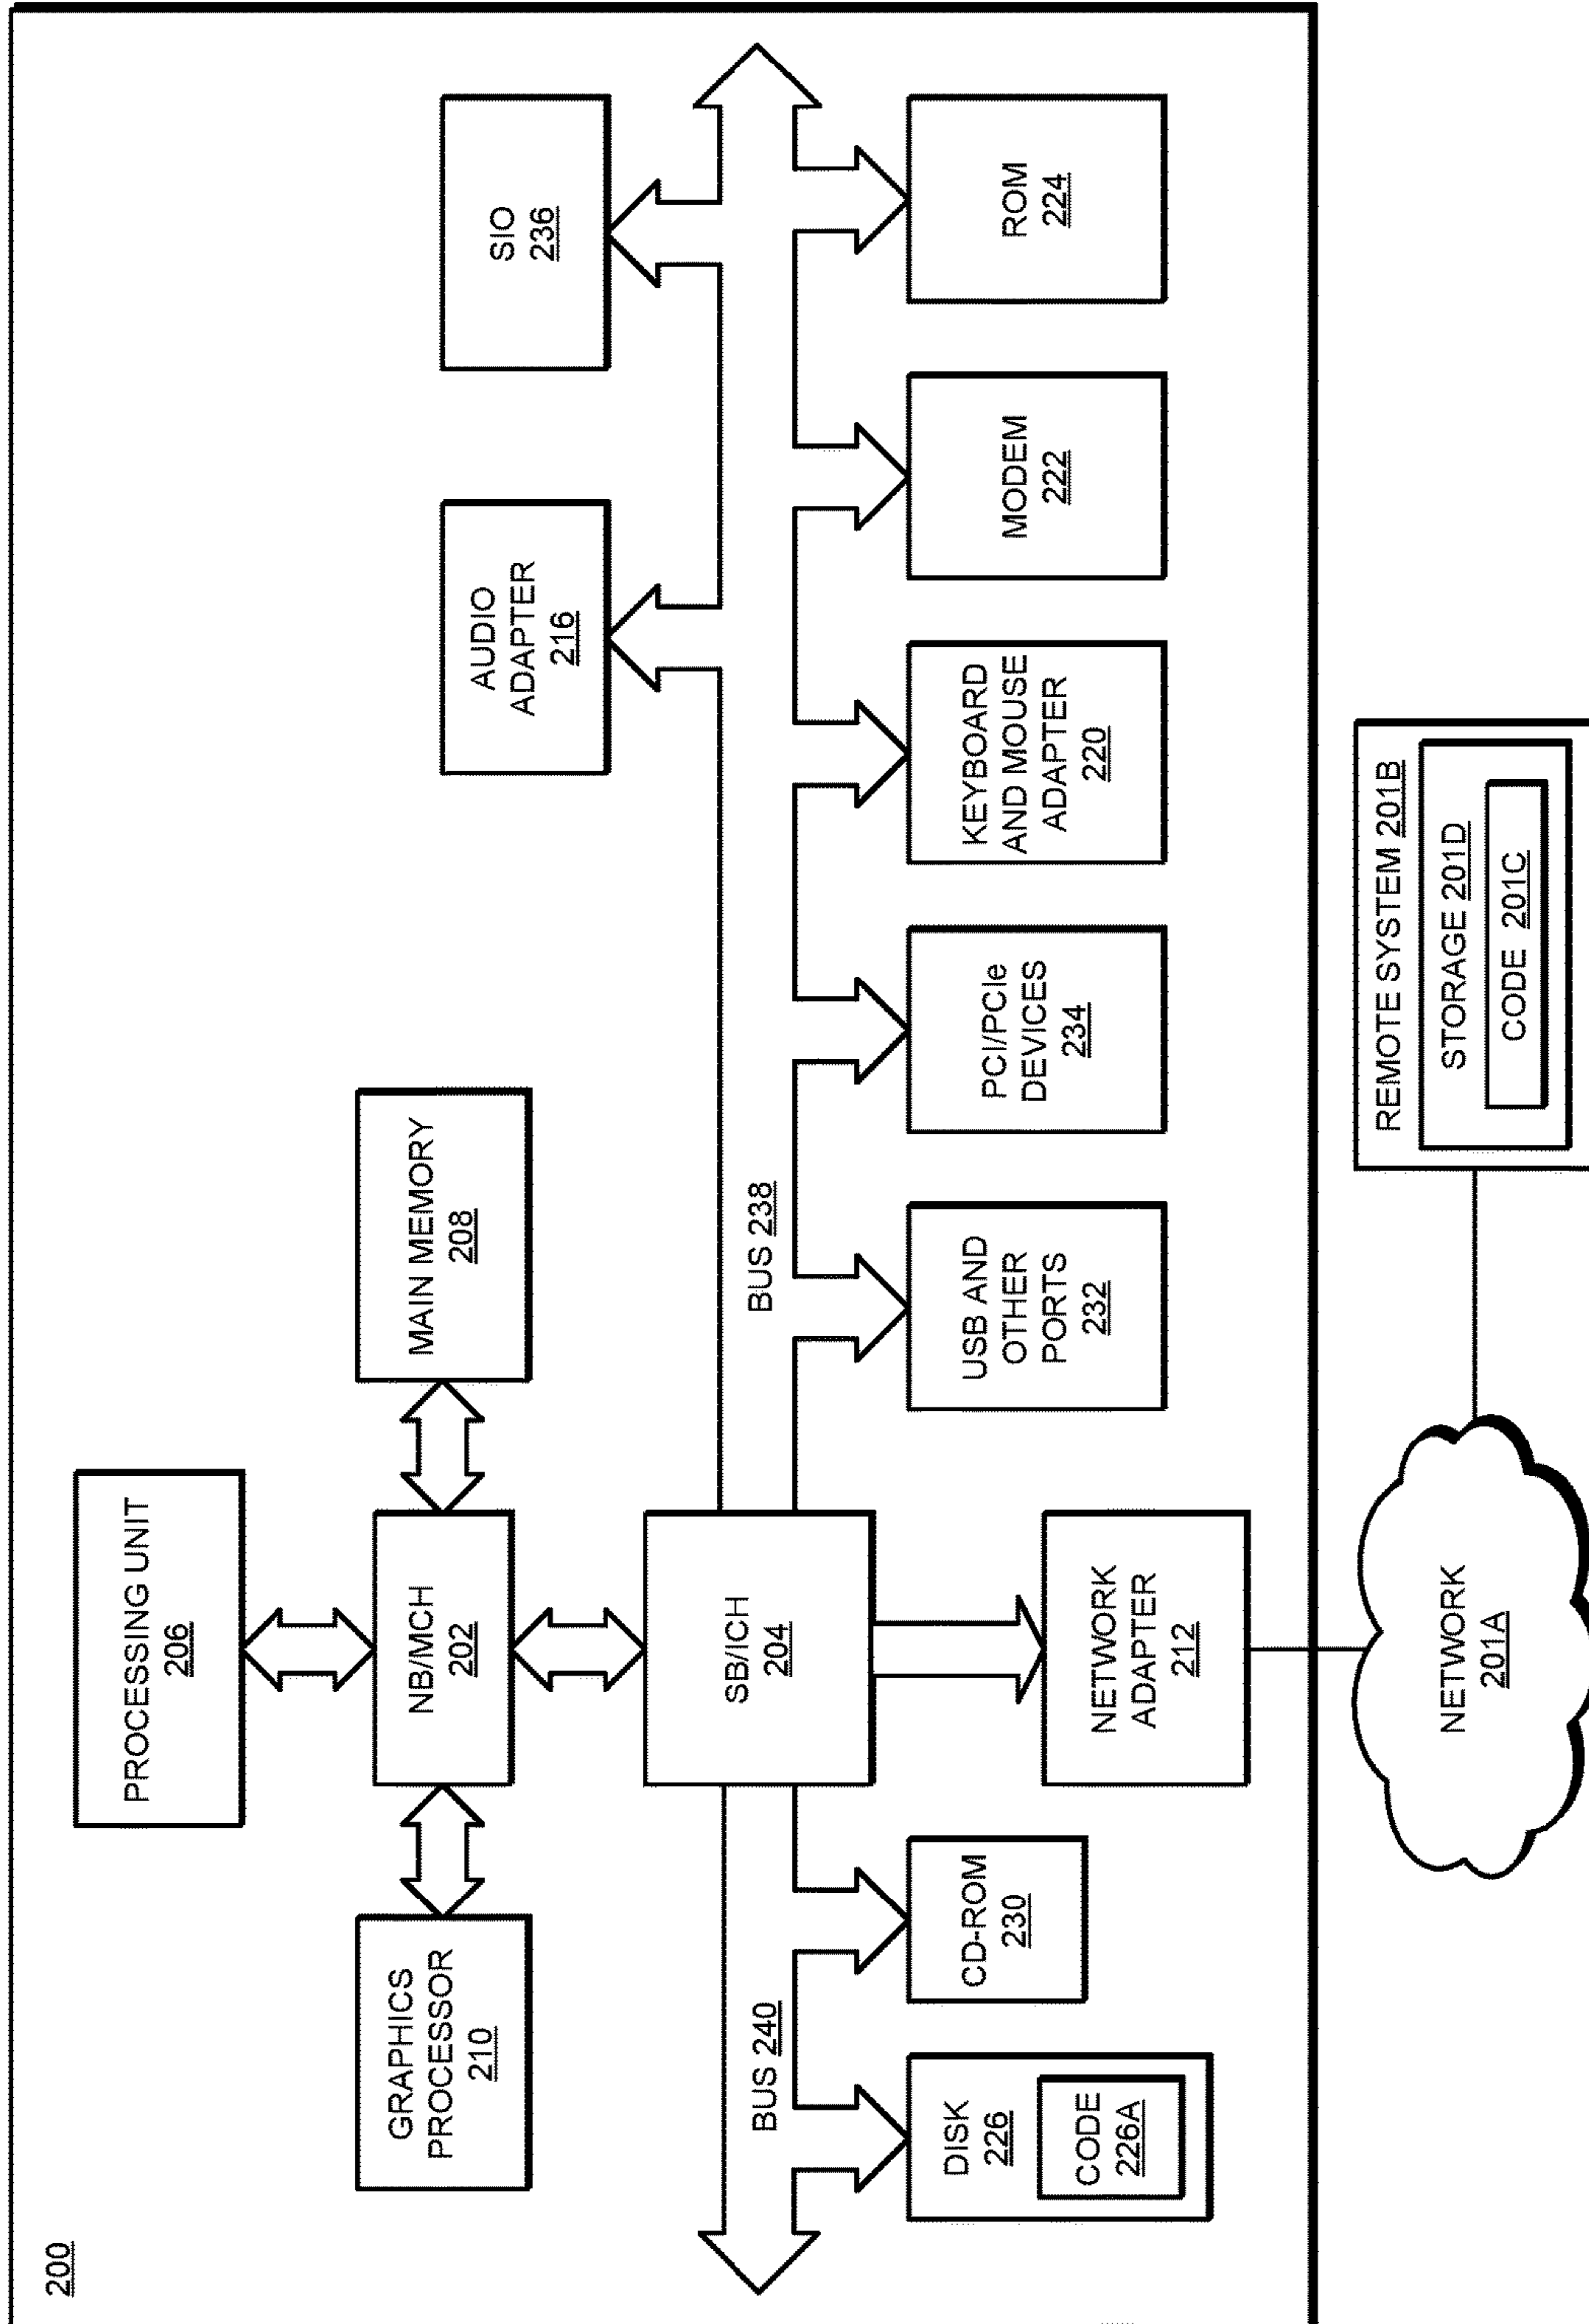 200
PROCESSING UNIT
206
GRAPHICS
PROCESSOR
210
NB/MCH
202
MAIN MEMORY
208
AUDIO
ADAPTER
216
SIO
236
SB/ICH
204
BUS 240
BUS 238
DISK
226
CODE
226A
CD-ROM
230
NETWORK
ADAPTER
212
USB AND
OTHER
PORTS
232
PCI/PCIe
DEVICES
234
KEYBOARD
AND MOUSE
ADAPTER
220
MODEM
222
ROM
224
NETWORK
201A
REMOTE SYSTEM 201B
STORAGE 201D
CODE 201C